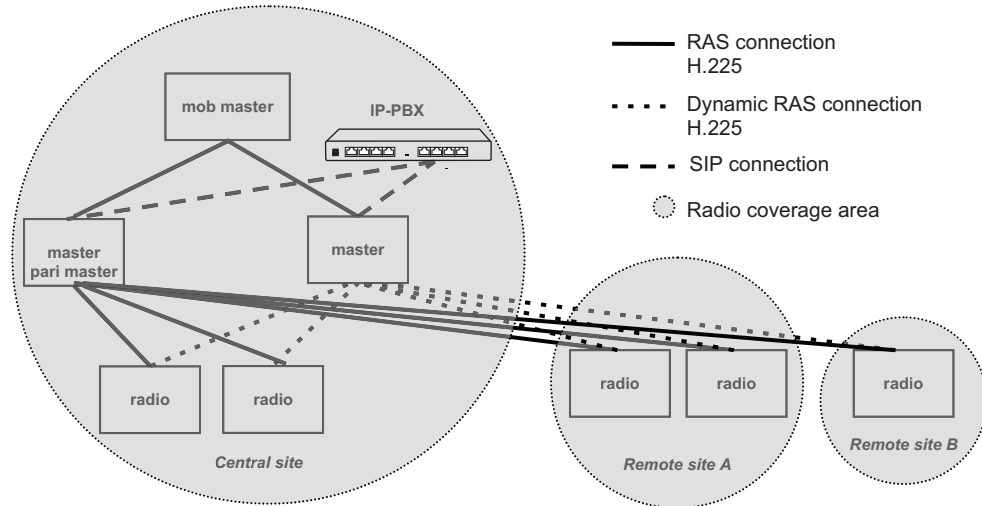 RAS connection
H.225
mob master
IP-PBX
Dynamic RAS connection
H.225
SIP connection
Radio coverage area
master
pari master
master
radio
radio
radio
radio
radio
Central site
Remote site A
Remote site B